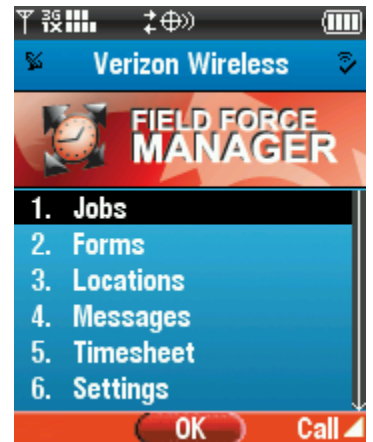 3G
1X
Verizon Wireless
FIELD FORCE
MANAGER
1. Jobs
2. Forms
3. Locations
4. Messages
5. Timesheet
6. Settings
OK Call